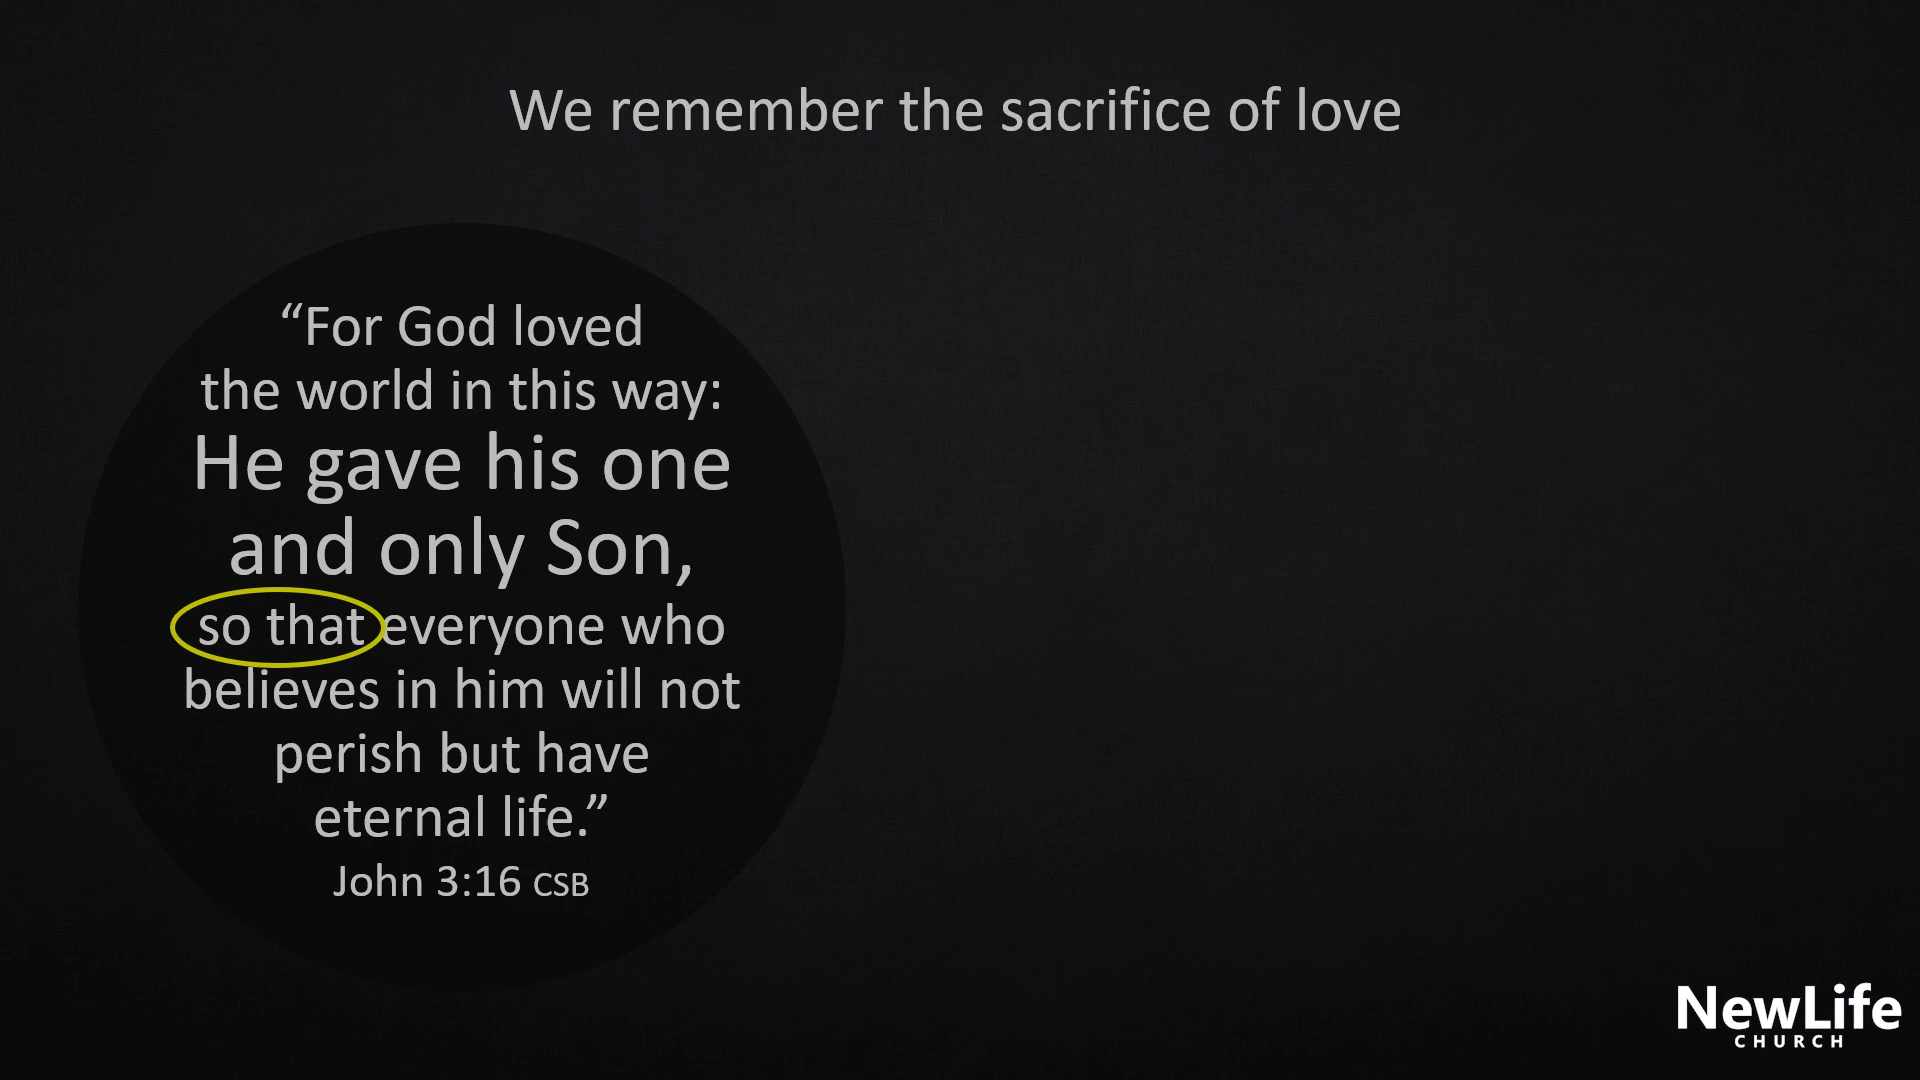 We remember the sacrifice of love
“For God loved
the world in this way:
He gave his one
and only Son,
so that everyone who
believes in him will not
perish but have
eternal life.”
John 3:16 CSB
NewLife
CHURCH